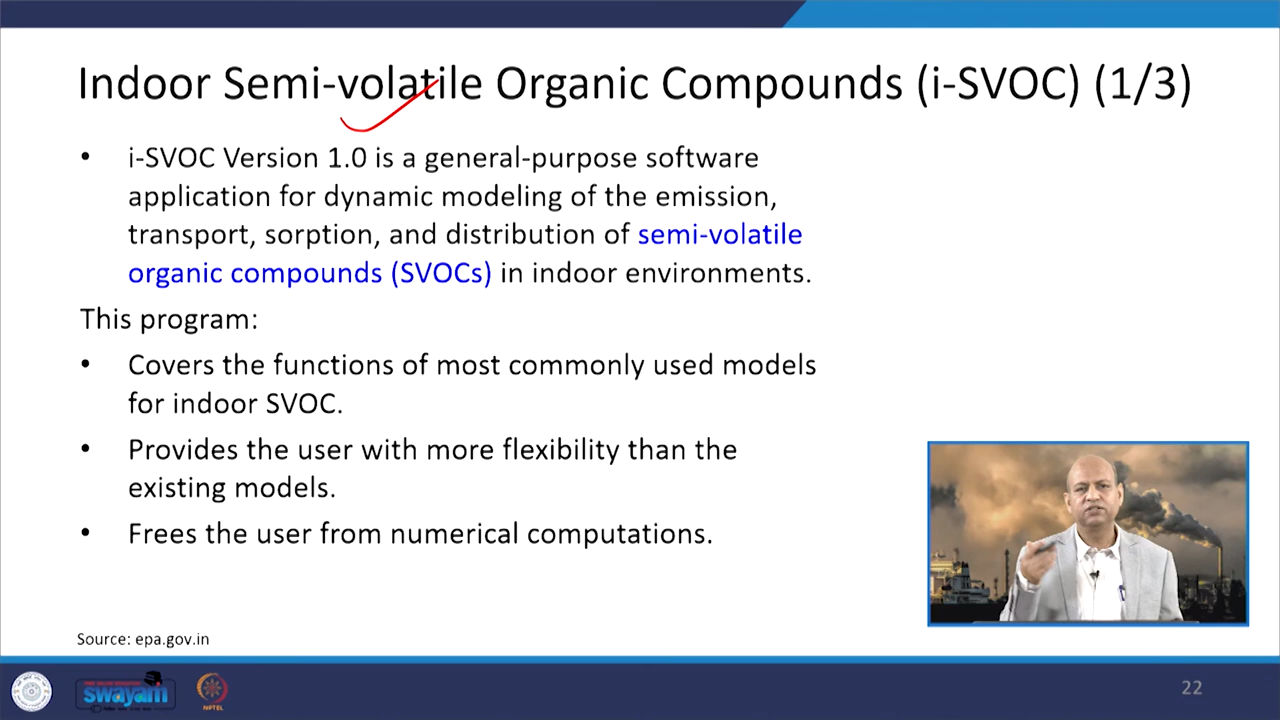 Indoor Semi-volatile Organic Compounds (i-SVOC) (1/3)
• i-SVOC Version 1.0 is a general-purpose software
application for dynamic modeling of the emission,
transport, sorption, and distribution of semi-volatile
organic compounds (SVOCs) in indoor environments.
This program:
• Covers the functions of most commonly used models
for indoor SVOC.
• Provides the user with more flexibility than the
existing models.
• Frees the user from numerical computations.
Source: epa.gov.in
swayam
NPTEL
22